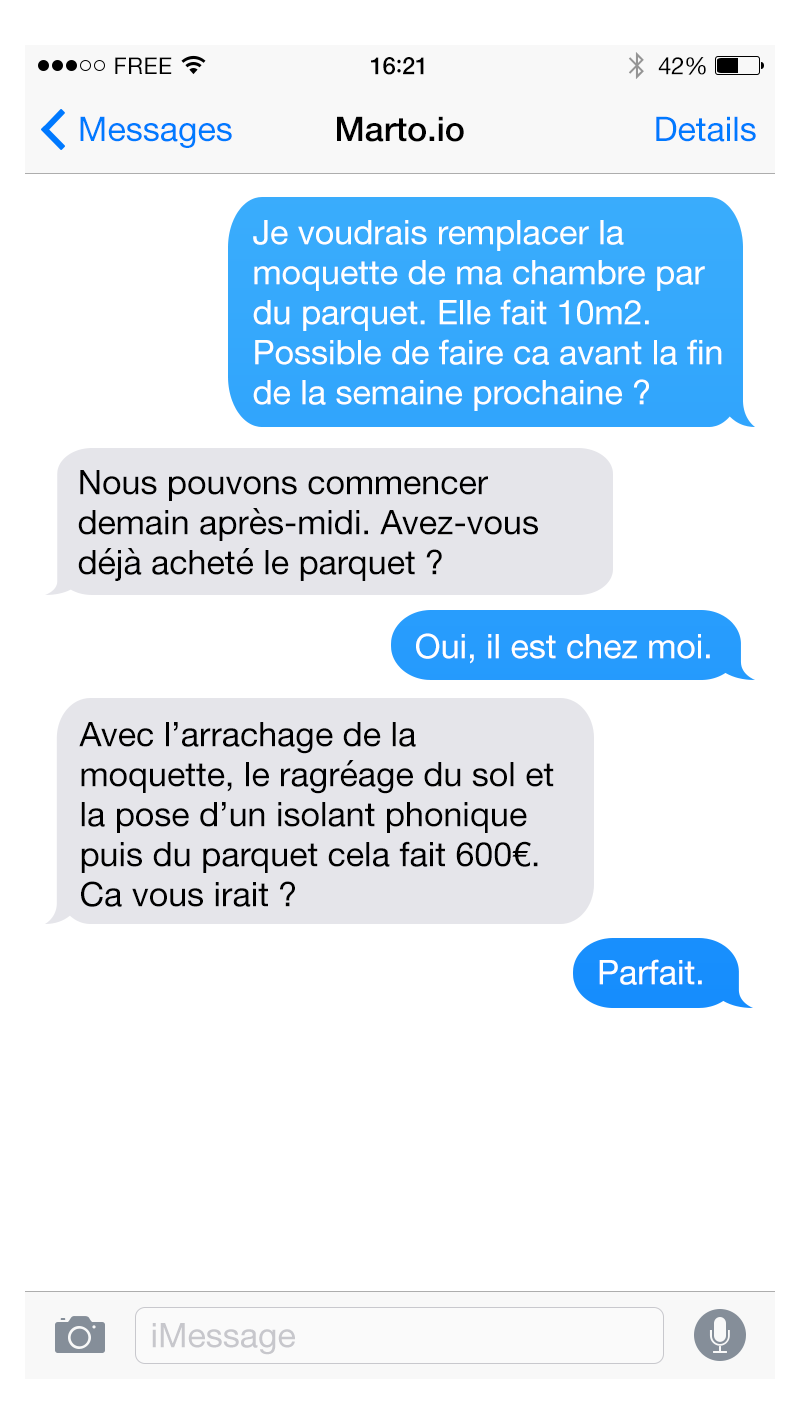 FREE 16:21 42%
Messages Marto.io Details
Je voudrais remplacer la
moquette de ma chambre par
du parquet. Elle fait 10m2.
Possible de faire ca avant la fin
de la semaine prochaine ?
Nous pouvons commencer
demain après-midi. Avez-vous
déjà acheté le parquet ?
Oui, il est chez moi.
Avec l’arrachage de la
moquette, le ragréage du sol et
la pose d’un isolant phonique
puis du parquet cela fait 600€.
Ca vous irait ?
Parfait.
iMessage